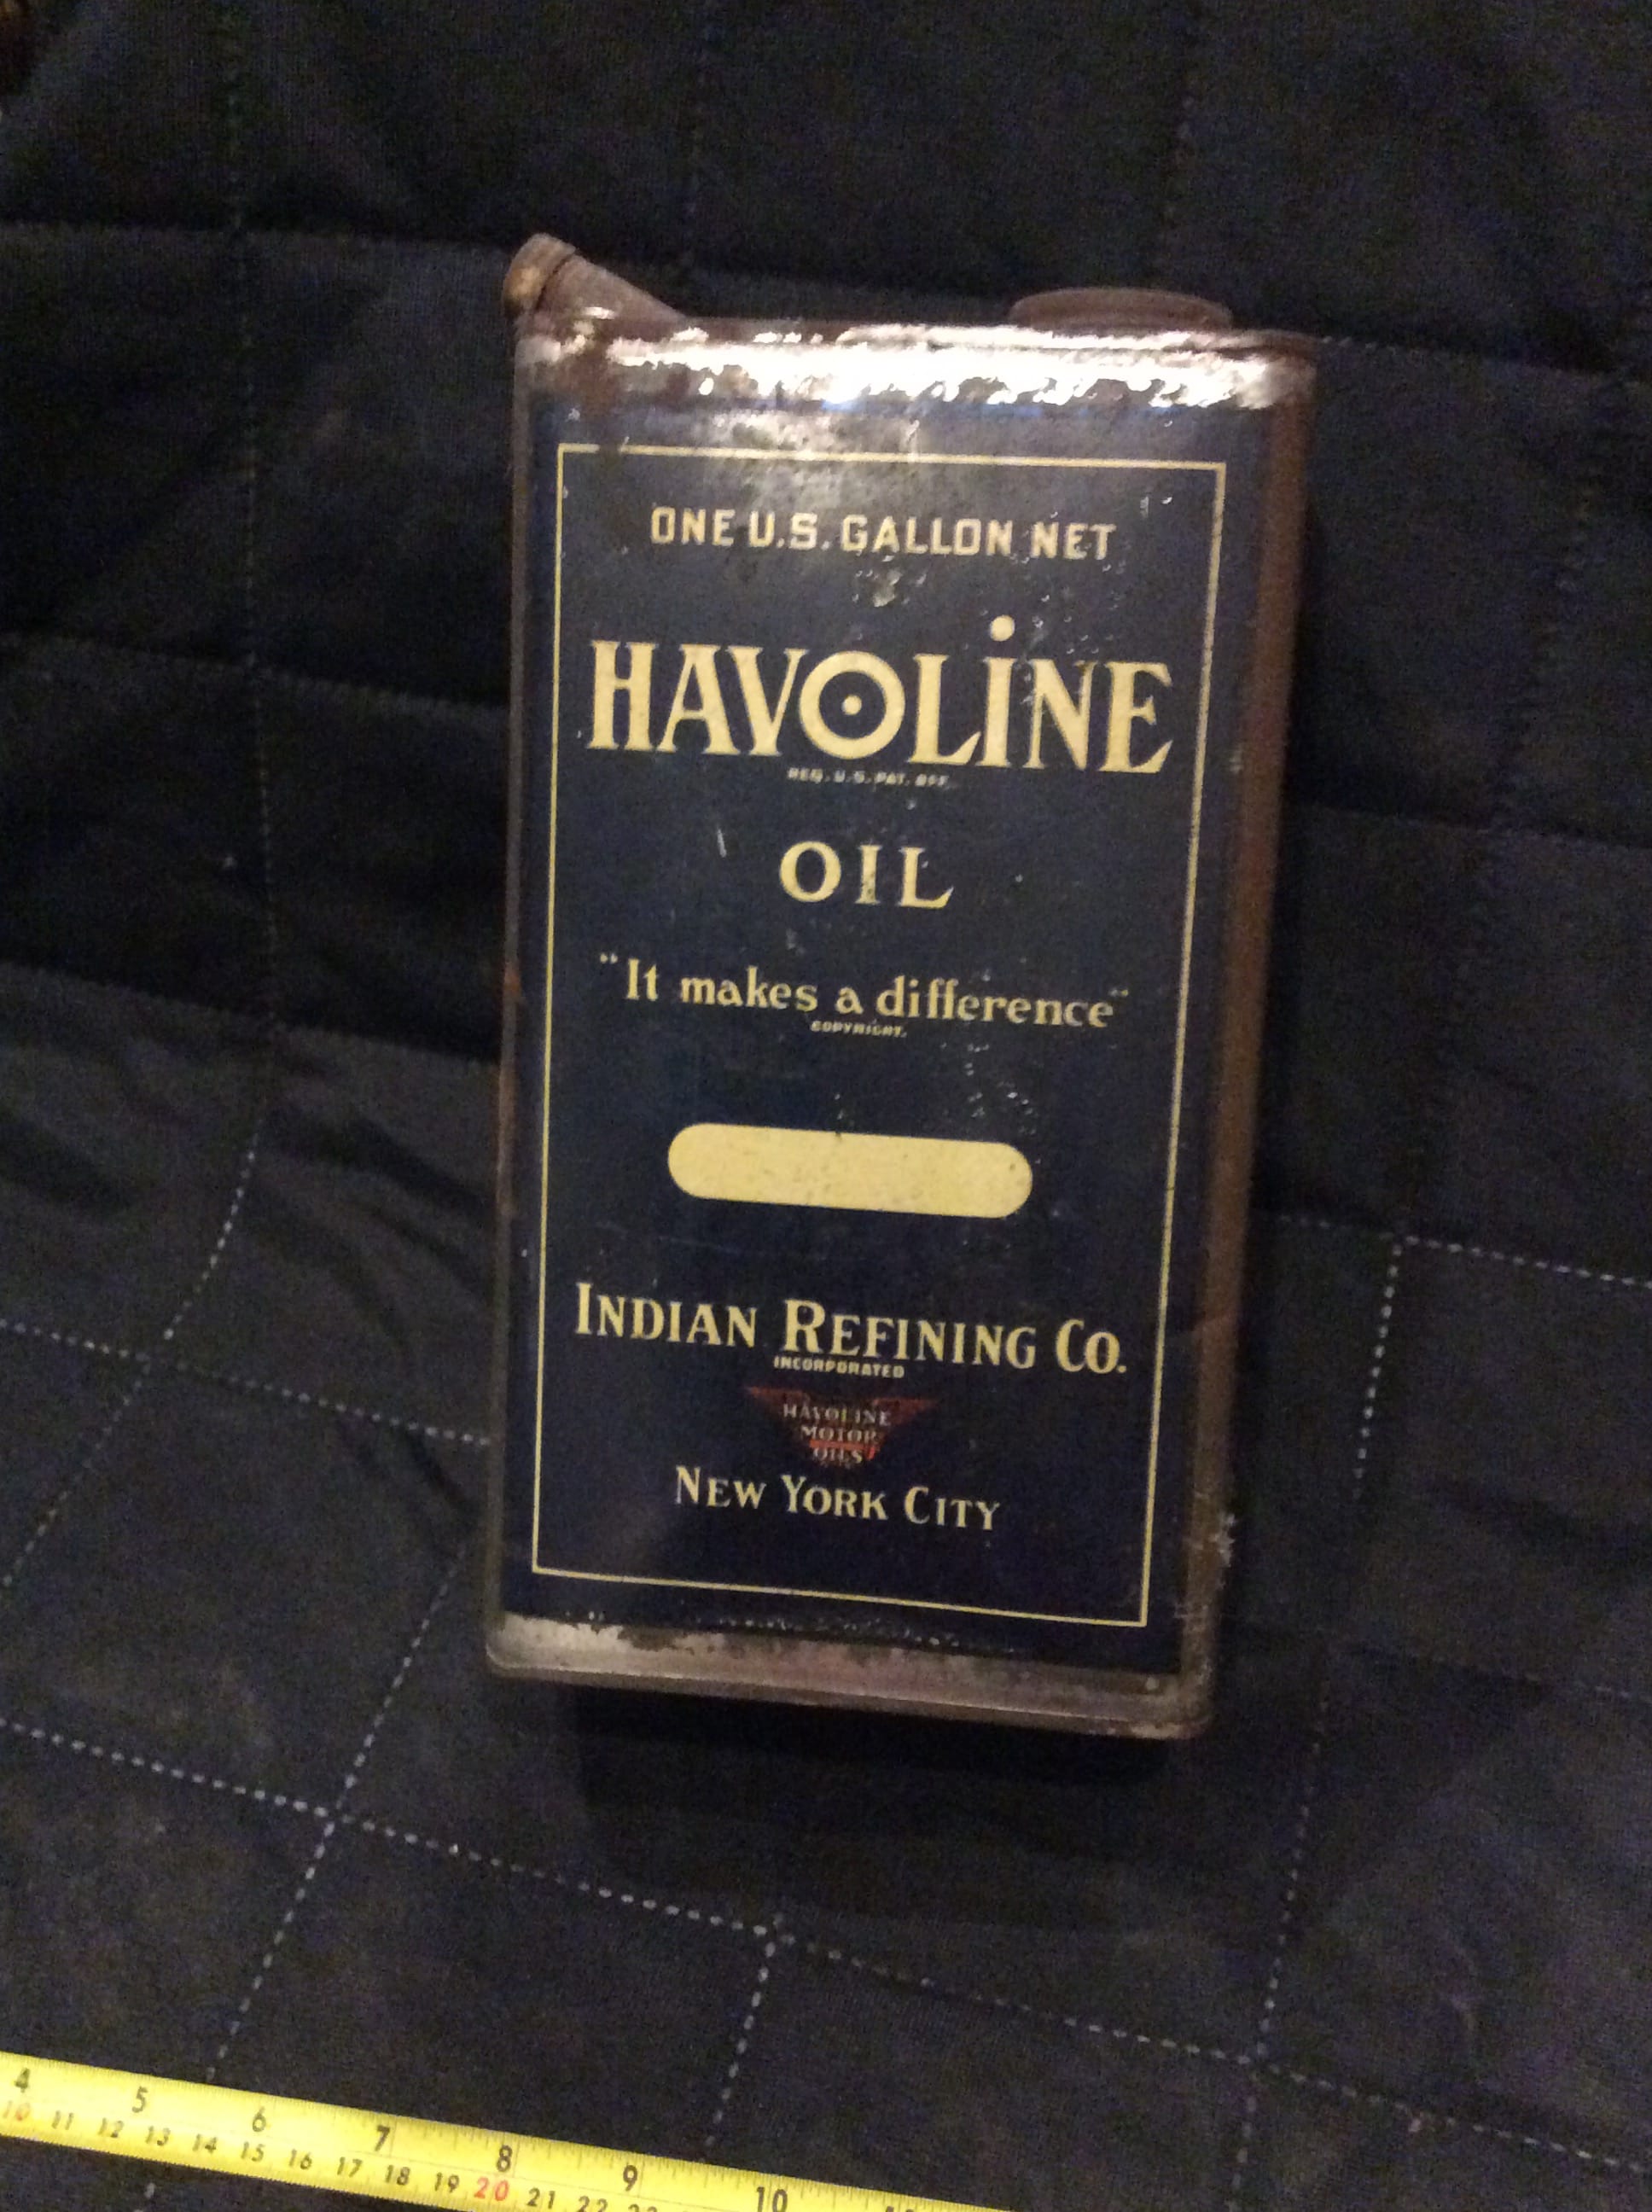 ONE U.S. GALLON NET
HAVOLINE
REG. U.S. PAT. OFF.
OIL
"It makes a difference"
COPYRIGHT.
INDIAN REFINING CO.
INCORPORATED
HAVOLINE
MOTOR
OILS
NEW YORK CITY
4 5 6 7 8 9 10
10 11 12 13 14 15 16 17 18 19 20 21 22